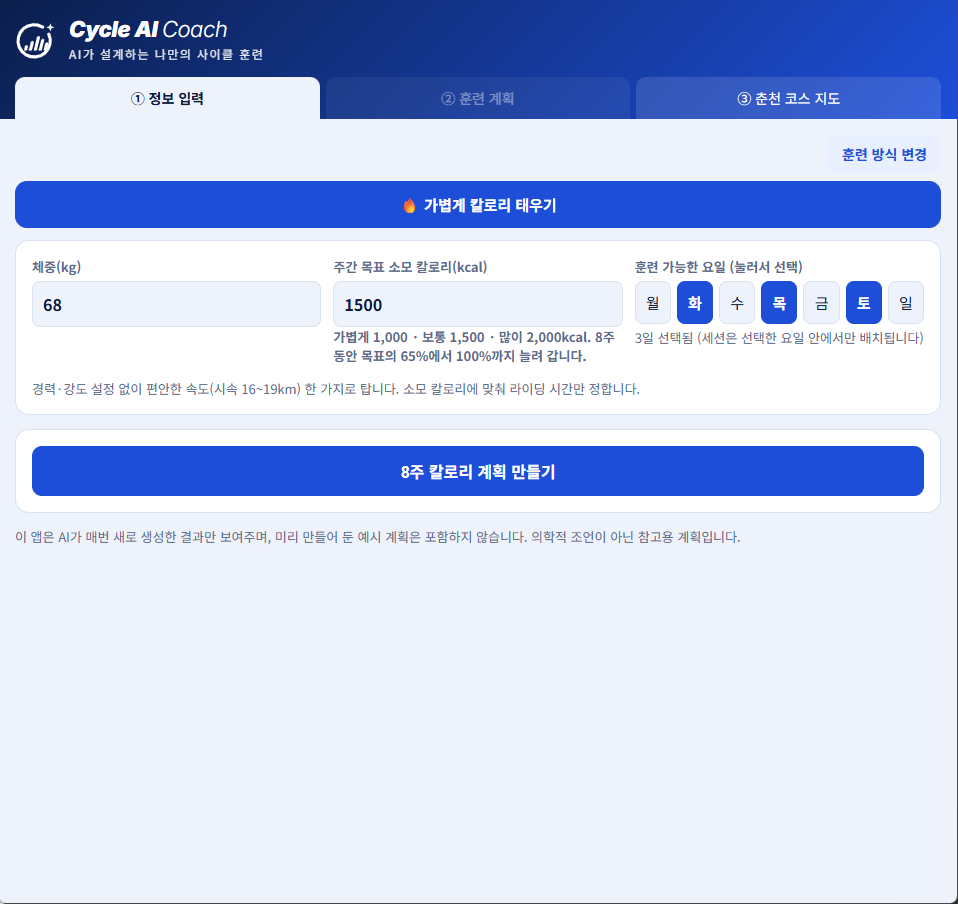 Cycle AI Coach
AI가 설계하는 나만의 사이클 훈련
① 정보 입력
② 훈련 계획
③ 춘천 코스 지도
훈련 방식 변경
🔥 가볍게 칼로리 태우기
체중(kg)
68
주간 목표 소모 칼로리(kcal)
1500
가볍게 1,000 · 보통 1,500 · 많이 2,000kcal. 8주
동안 목표의 65%에서 100%까지 늘려 갑니다.
훈련 가능한 요일 (눌러서 선택)
월 화 수 목 금 토 일
3일 선택됨 (세션은 선택한 요일 안에서만 배치됩니다)
경력·강도 설정 없이 편안한 속도(시속 16~19km) 한 가지로 탑니다. 소모 칼로리에 맞춰 라이딩 시간만 정합니다.
8주 칼로리 계획 만들기
이 앱은 AI가 매번 새로 생성한 결과만 보여주며, 미리 만들어 둔 예시 계획은 포함하지 않습니다. 의학적 조언이 아닌 참고용 계획입니다.